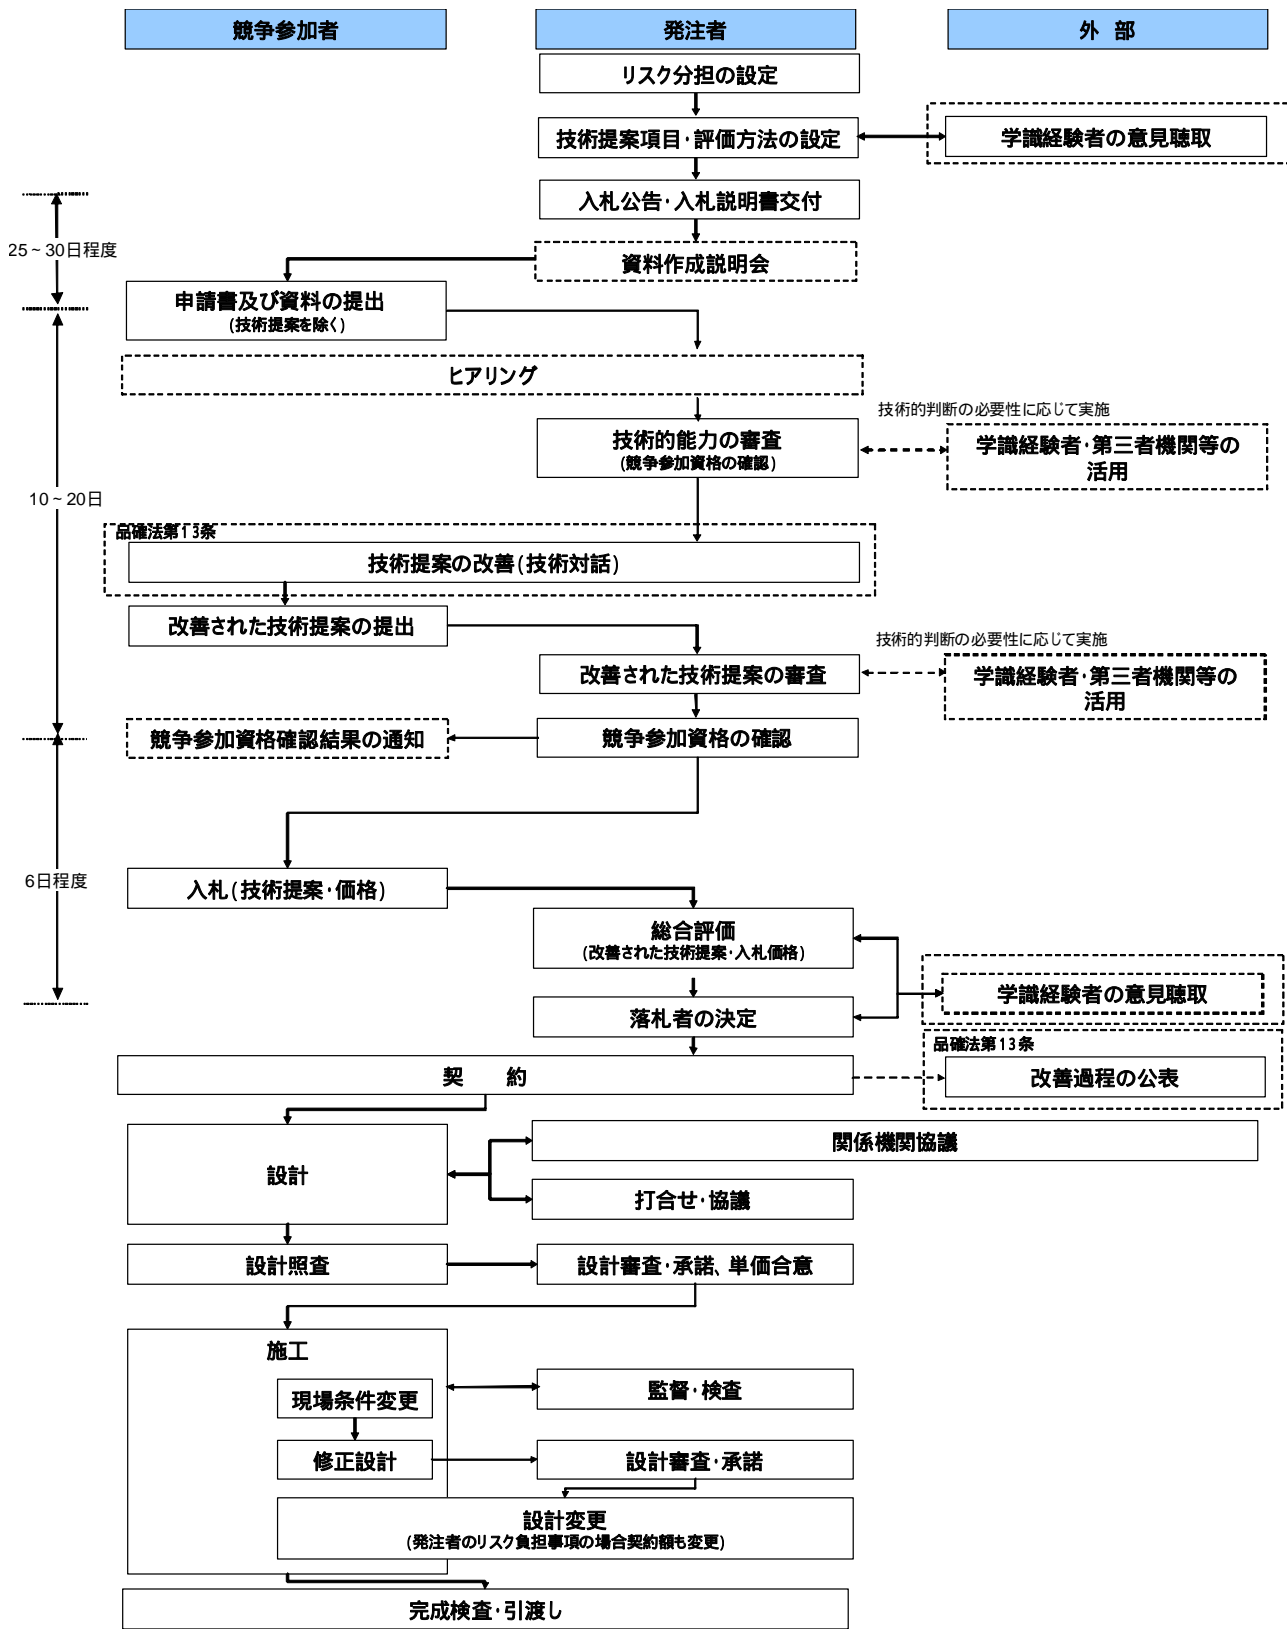 競争参加者
発注者
外 部
リスク分担の設定
技術提案項目・評価方法の設定
学識経験者の意見聴取
入札公告・入札説明書交付
25～30日程度
資料作成説明会
申請書及び資料の提出
(技術提案を除く)
ヒアリング
技術的判断の必要性に応じて実施
技術的能力の審査
(競争参加資格の確認)
学識経験者・第三者機関等の
活用
10～20日
品確法第13条
技術提案の改善(技術対話)
改善された技術提案の提出
技術的判断の必要性に応じて実施
改善された技術提案の審査
学識経験者・第三者機関等の
活用
競争参加資格確認結果の通知
競争参加資格の確認
6日程度
入札(技術提案・価格)
総合評価
(改善された技術提案・入札価格)
学識経験者の意見聴取
落札者の決定
品確法第13条
契 約
改善過程の公表
関係機関協議
設計
打合せ・協議
設計照査
設計審査・承諾、単価合意
施工
現場条件変更
監督・検査
修正設計
設計審査・承諾
設計変更
(発注者のリスク負担事項の場合契約額も変更)
完成検査・引渡し